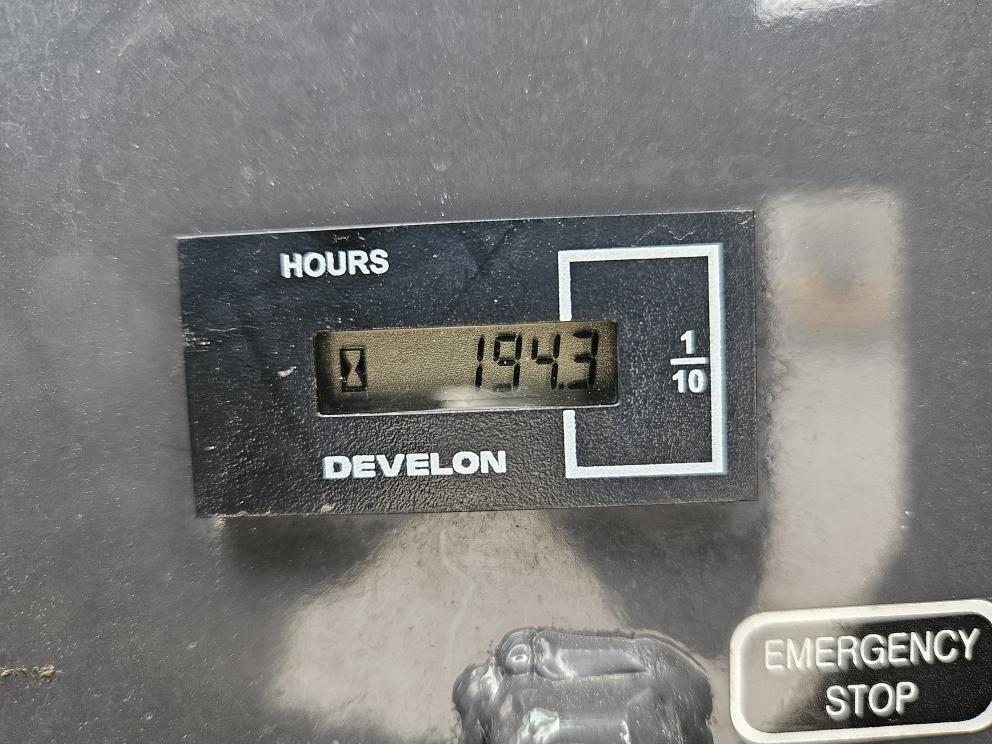 HOURS
194.3
1
10
DEVELON
EMERGENCY
STOP